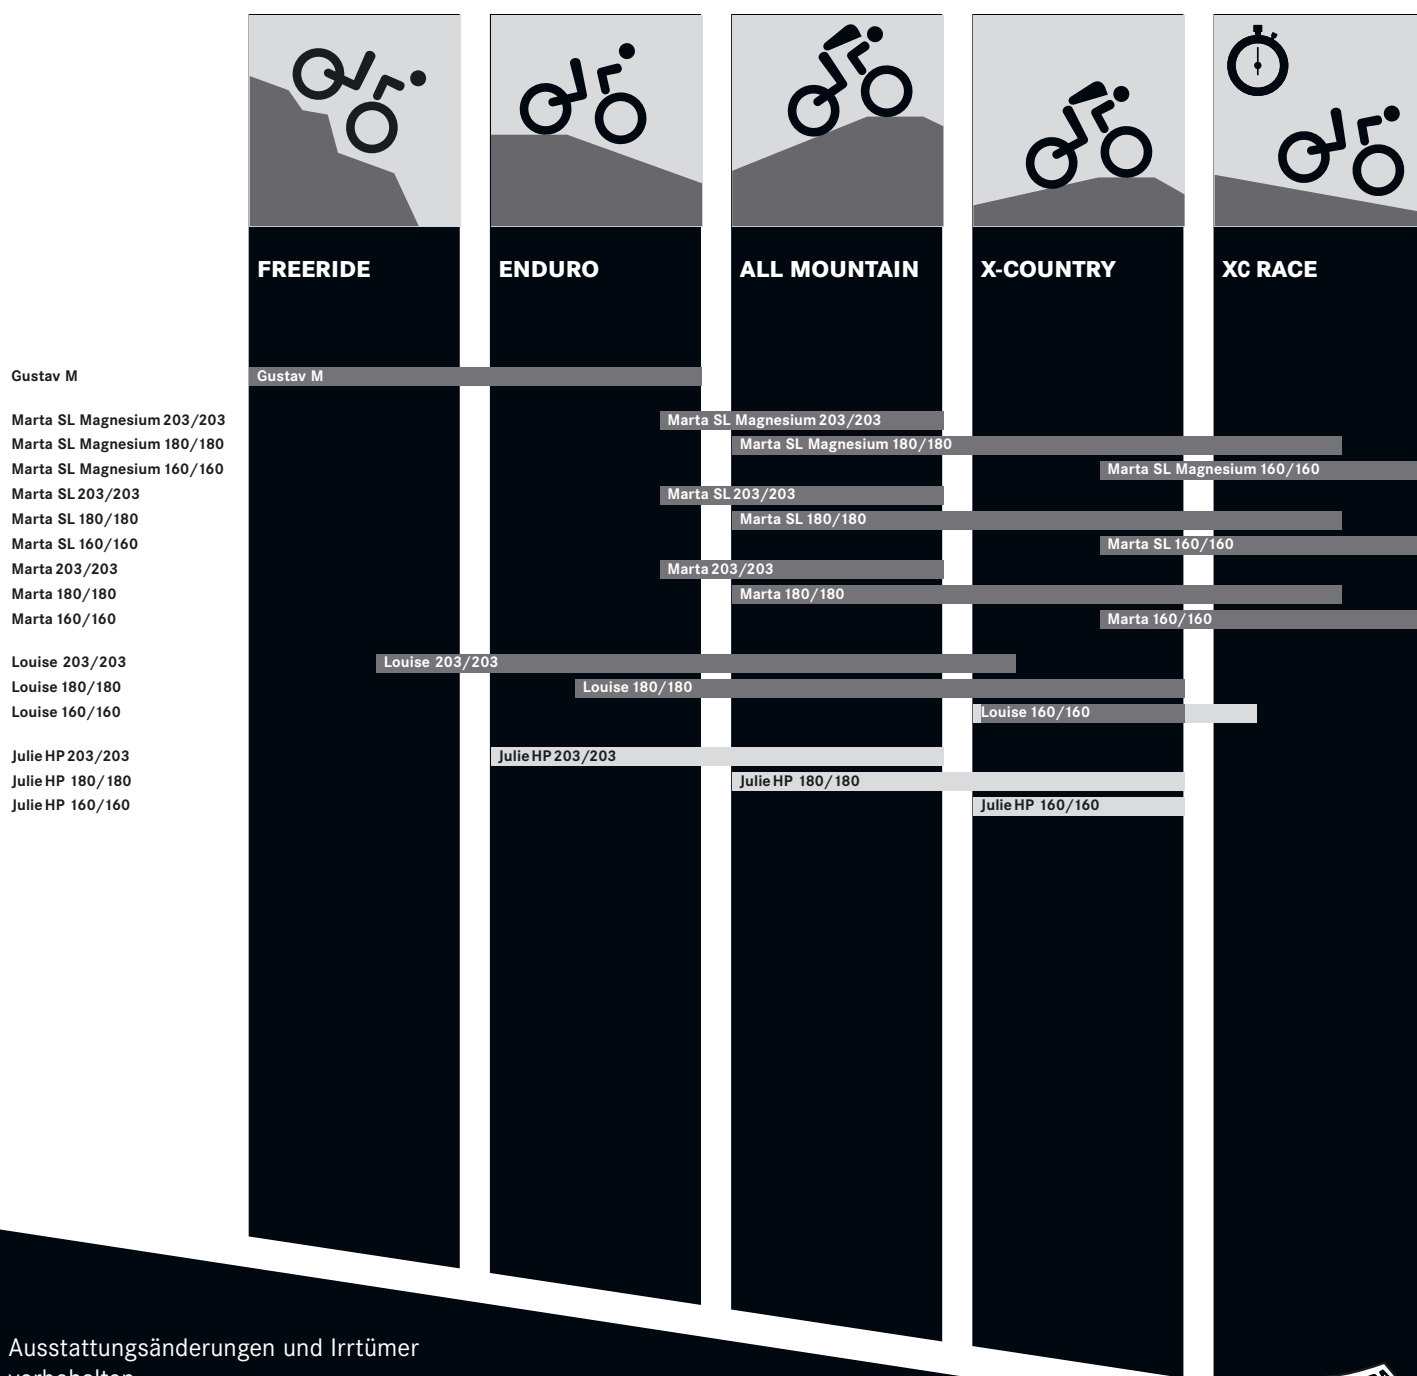 FREERIDE ENDURO ALL MOUNTAIN X-COUNTRY XC RACE
Gustav M Gustav M
Marta SL Magnesium 203/203 Marta SL Magnesium 203/203
Marta SL Magnesium 180/180 Marta SL Magnesium 180/180
Marta SL Magnesium 160/160 Marta SL Magnesium 160/160
Marta SL 203/203 Marta SL 203/203
Marta SL 180/180 Marta SL 180/180
Marta SL 160/160 Marta SL 160/160
Marta 203/203 Marta 203/203
Marta 180/180 Marta 180/180
Marta 160/160 Marta 160/160
Louise 203/203 Louise 203/203
Louise 180/180 Louise 180/180
Louise 160/160 Louise 160/160
Julie HP 203/203 Julie HP 203/203
Julie HP 180/180 Julie HP 180/180
Julie HP 160/160 Julie HP 160/160
Ausstattungsänderungen und Irrtümer
vorbehalten